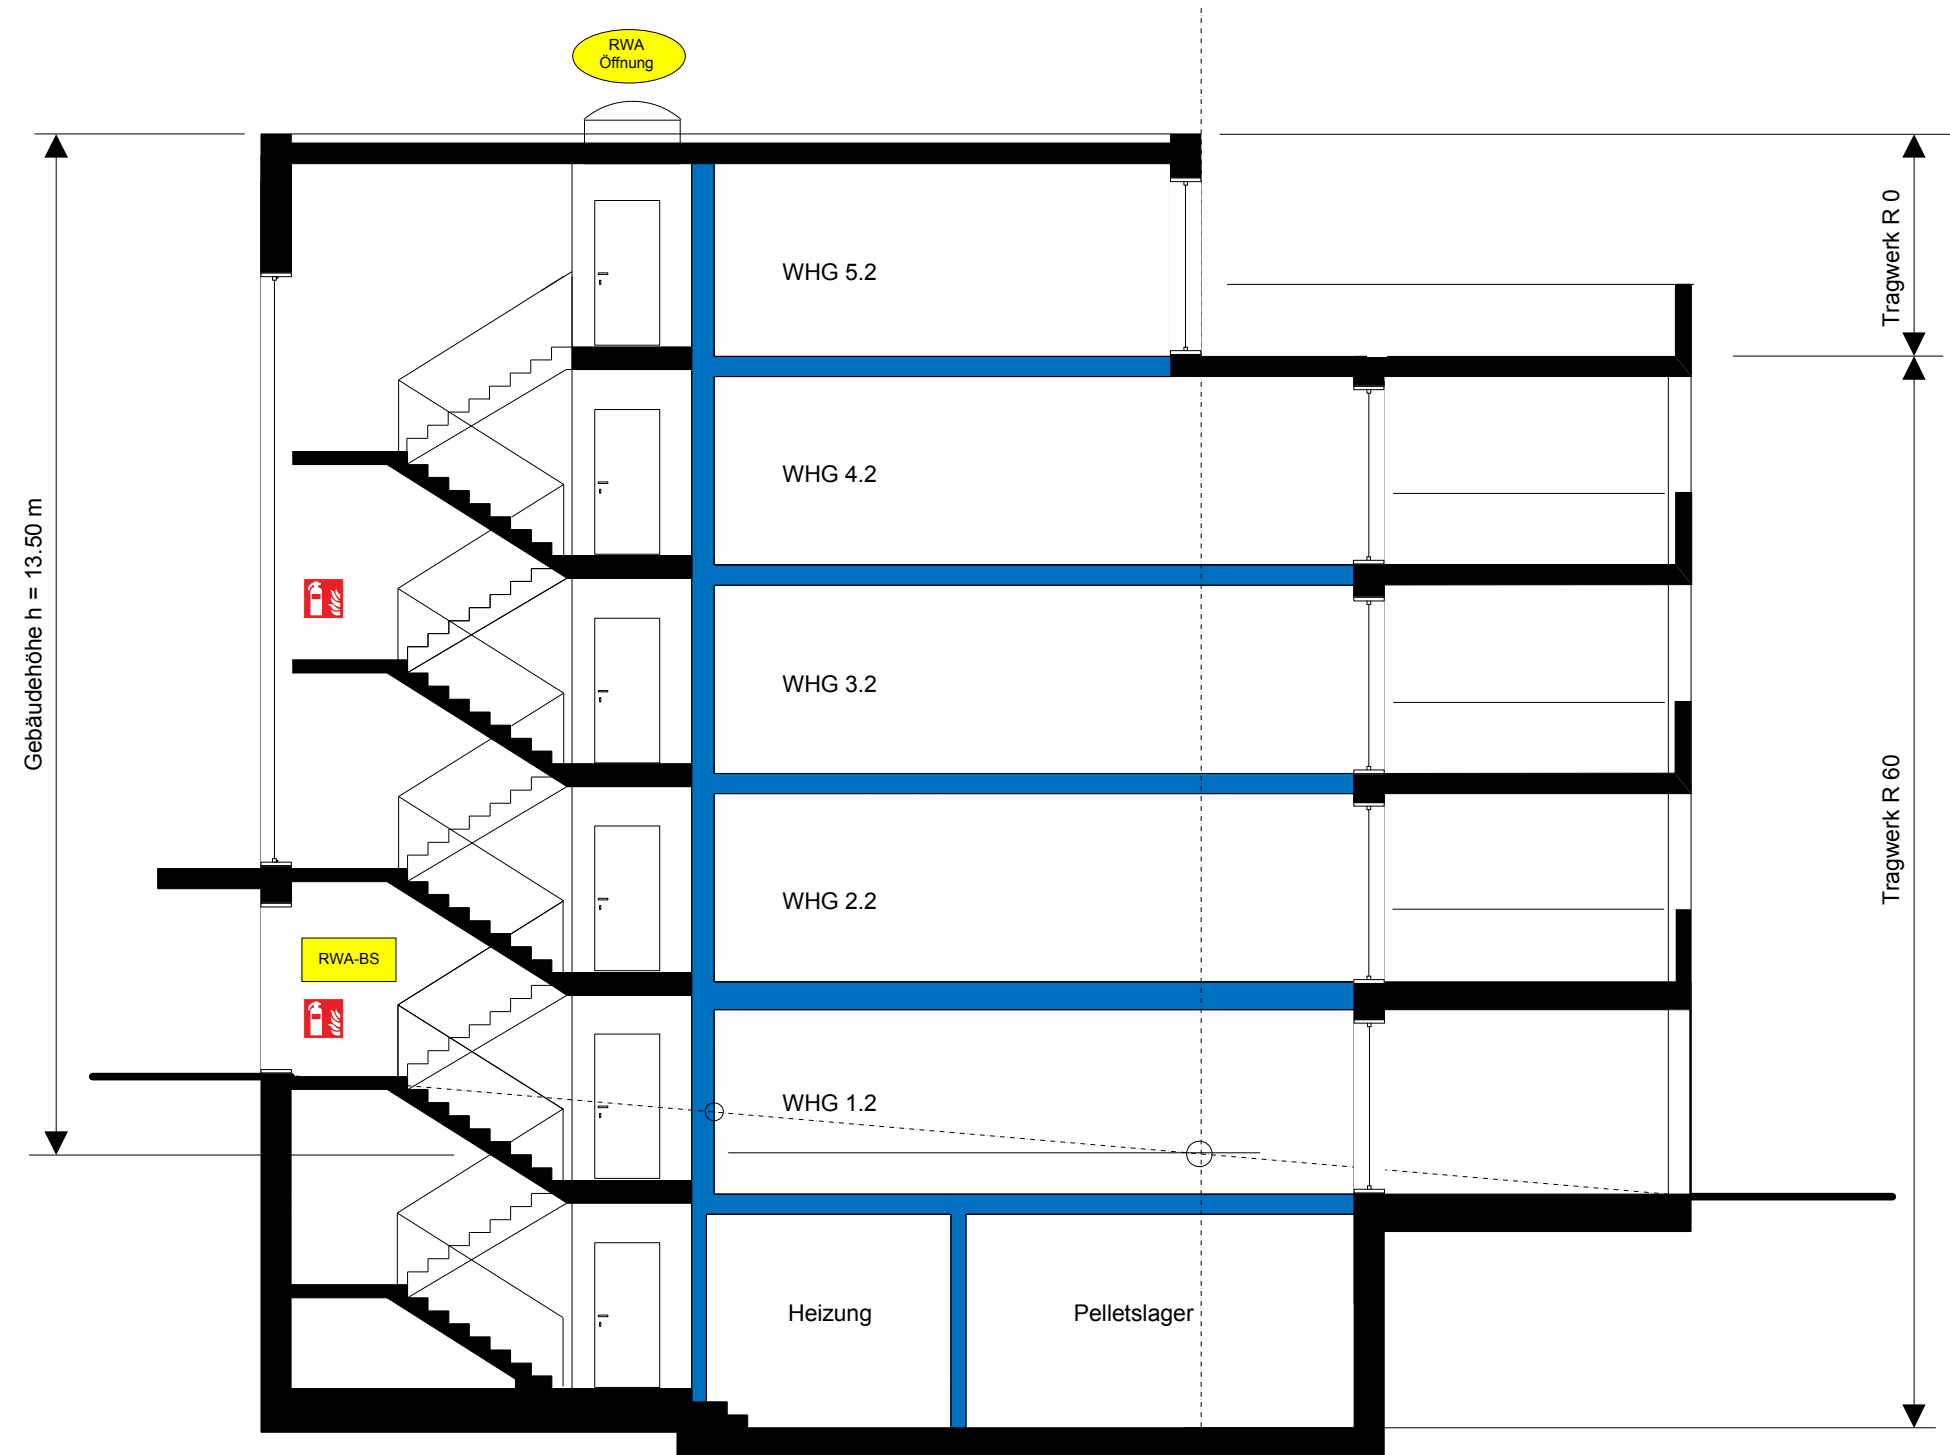 RWA
Öffnung
WHG 5.2
Tragwerk R 0
WHG 4.2
Gebäudehöhe h = 13.50 m
WHG 3.2
Tragwerk R 60
WHG 2.2
RWA-BS
WHG 1.2
Heizung
Pelletslager